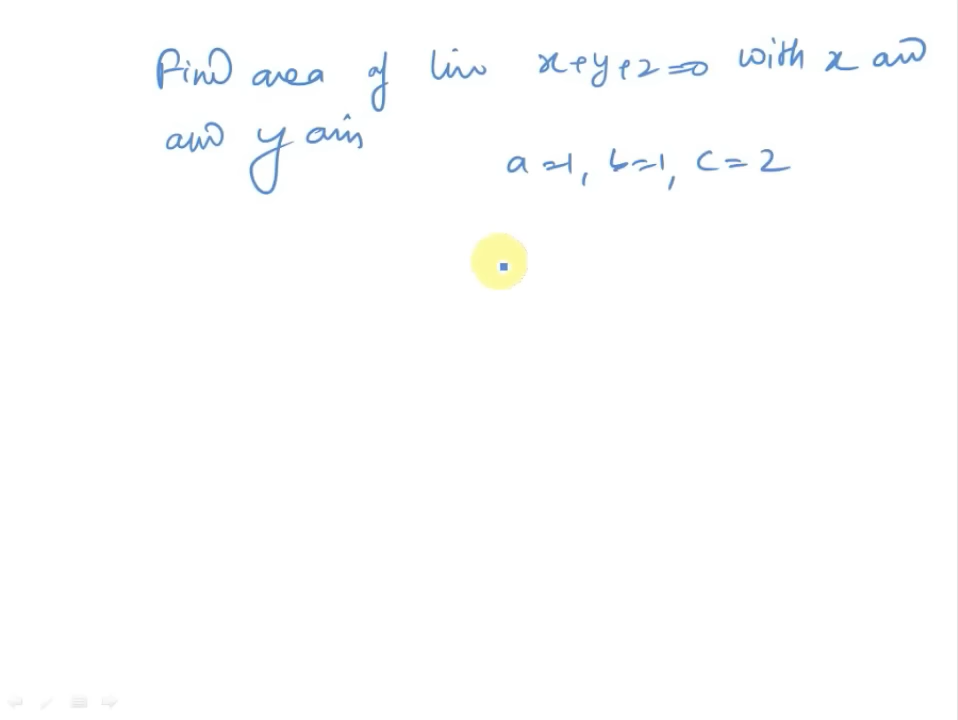 Find area of line x+y+2=0 with x and
and y axis
a=1, b=1, c=2